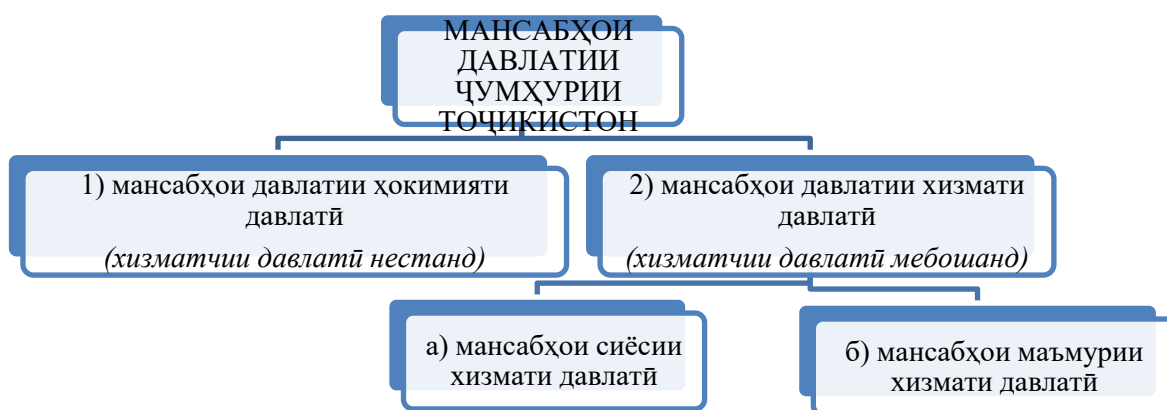 МАНСАБҲОИ
ДАВЛАТИИ
ҶУМҲУРИИ
ТОҶИКИСТОН
1) мансабҳои давлатии ҳокимияти
давлатӣ
(хизматчии давлатӣ нестанд)
2) мансабҳои давлатии хизмати
давлатӣ
(хизматчии давлатӣ мебошанд)
а) мансабҳои сиёсии
хизмати давлатӣ
б) мансабҳои маъмурии
хизмати давлатӣ